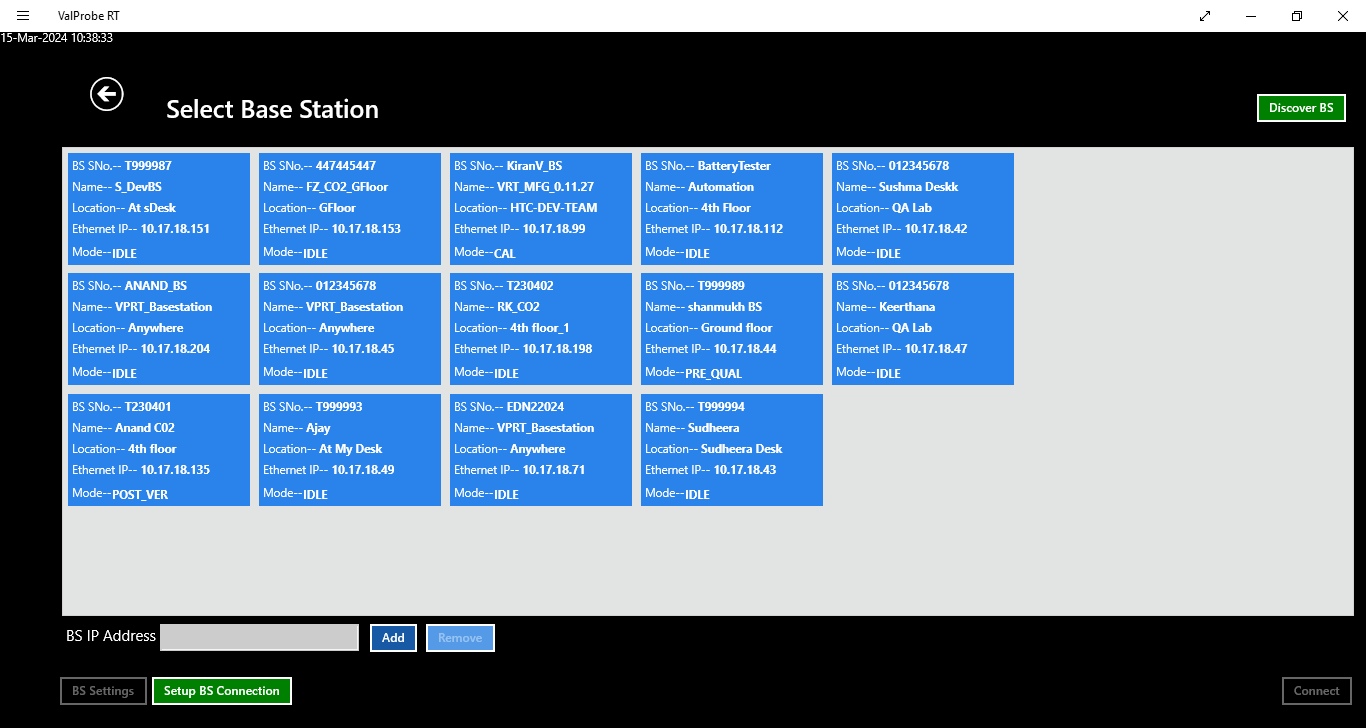 ValProbe RT
15-Mar-2024 10:38:33
Select Base Station
Discover BS
BS SNo.-- T999987
Name-- S_DevBS
Location-- At sDesk
Ethernet IP-- 10.17.18.151
Mode--IDLE
BS SNo.-- 447445447
Name-- FZ_CO2_GFloor
Location-- GFloor
Ethernet IP-- 10.17.18.153
Mode--IDLE
BS SNo.-- KiranV_BS
Name-- VRT_MFG_0.11.27
Location-- HTC-DEV-TEAM
Ethernet IP-- 10.17.18.99
Mode--CAL
BS SNo.-- BatteryTester
Name-- Automation
Location-- 4th Floor
Ethernet IP-- 10.17.18.112
Mode--IDLE
BS SNo.-- 012345678
Name-- Sushma Deskk
Location-- QA Lab
Ethernet IP-- 10.17.18.42
Mode--IDLE
BS SNo.-- ANAND_BS
Name-- VPRT_Basestation
Location-- Anywhere
Ethernet IP-- 10.17.18.204
Mode--IDLE
BS SNo.-- 012345678
Name-- VPRT_Basestation
Location-- Anywhere
Ethernet IP-- 10.17.18.45
Mode--IDLE
BS SNo.-- T230402
Name-- RK_CO2
Location-- 4th floor_1
Ethernet IP-- 10.17.18.198
Mode--IDLE
BS SNo.-- T999989
Name-- shanmukh BS
Location-- Ground floor
Ethernet IP-- 10.17.18.44
Mode--PRE_QUAL
BS SNo.-- 012345678
Name-- Keerthana
Location-- QA Lab
Ethernet IP-- 10.17.18.47
Mode--IDLE
BS SNo.-- T230401
Name-- Anand C02
Location-- 4th floor
Ethernet IP-- 10.17.18.135
Mode--POST_VER
BS SNo.-- T999993
Name-- Ajay
Location-- At My Desk
Ethernet IP-- 10.17.18.49
Mode--IDLE
BS SNo.-- EDN22024
Name-- VPRT_Basestation
Location-- Anywhere
Ethernet IP-- 10.17.18.71
Mode--IDLE
BS SNo.-- T999994
Name-- Sudheera
Location-- Sudheera Desk
Ethernet IP-- 10.17.18.43
Mode--IDLE
BS IP Address
Add
Remove
BS Settings
Setup BS Connection
Connect